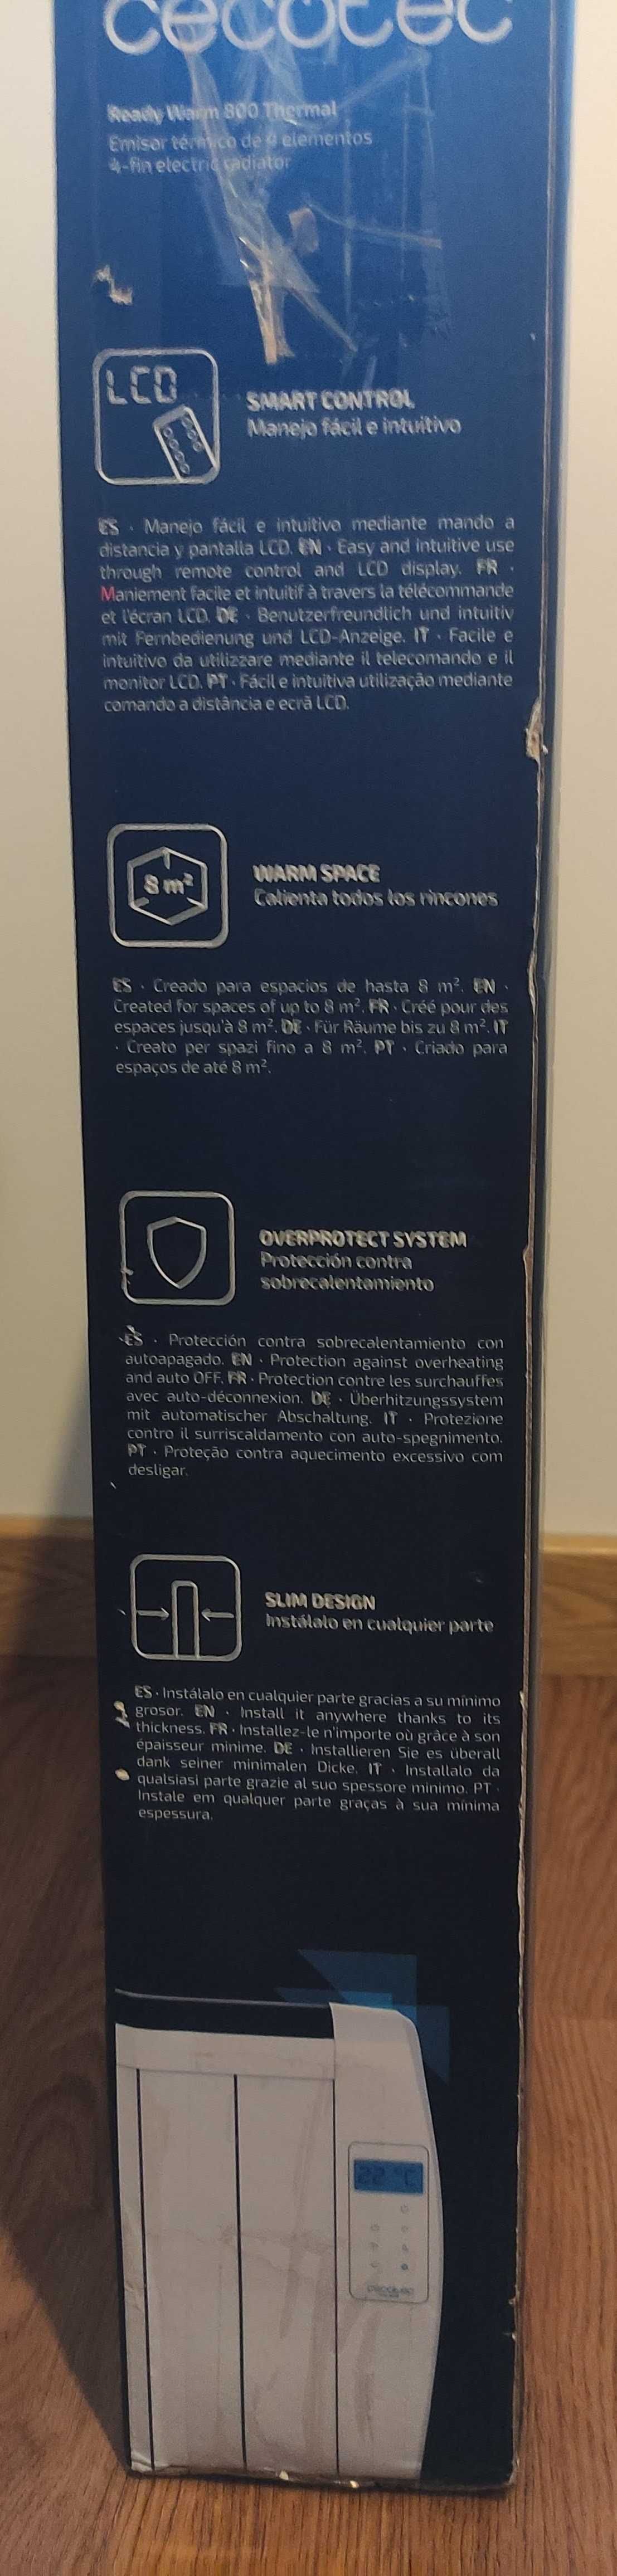 cecotec
Ready Warm 800 Thermal
Emisor térmico de 4 elementos
4-fin electric radiator
LCD
SMART CONTROL
Manejo fácil e intuitivo
ES · Manejo fácil e intuitivo mediante mando a
distancia y pantalla LCD. EN · Easy and intuitive use
through remote control and LCD display. FR ·
Maniement facile et intuitif à travers la télécommande
et l'écran LCD. DE · Benutzerfreundlich und intuitiv
mit Fernbedienung und LCD-Anzeige. IT · Facile e
intuitivo da utilizzare mediante il telecomando e il
monitor LCD. PT · Fácil e intuitiva utilização mediante
comando a distância e ecrã LCD.
8 m²
WARM SPACE
Calienta todos los rincones
ES · Creado para espacios de hasta 8 m². EN ·
Created for spaces of up to 8 m². FR · Créé pour des
espaces jusqu'à 8 m². DE · Für Räume bis zu 8 m². IT
· Creato per spazi fino a 8 m². PT · Criado para
espaços de até 8 m².
OVERPROTECT SYSTEM
Protección contra
sobrecalentamiento
ES · Protección contra sobrecalentamiento con
autoapagado. EN · Protection against overheating
and auto OFF. FR · Protection contre les surchauffes
avec auto-déconnexion. DE · Überhitzungssystem
mit automatischer Abschaltung. IT · Protezione
contro il surriscaldamento con auto-spegnimento.
PT · Proteção contra aquecimento excessivo com
desligar.
SLIM DESIGN
Instálalo en cualquier parte
ES · Instálalo en cualquier parte gracias a su mínimo
grosor. EN · Install it anywhere thanks to its
thickness. FR · Installez-le n'importe où grâce à son
épaisseur minime. DE · Installieren Sie es überall
dank seiner minimalen Dicke. IT · Installalo da
qualsiasi parte grazie al suo spessore minimo. PT ·
Instale em qualquer parte graças à sua mínima
espessura.
22 °C
cecotec